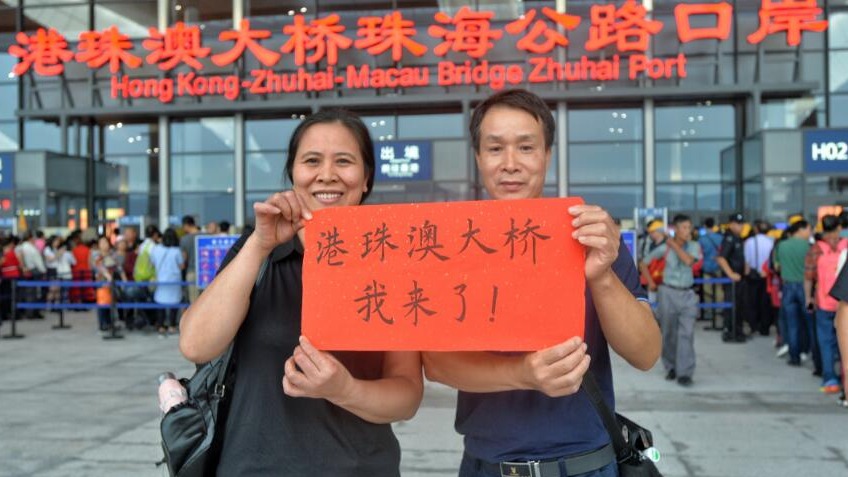 港珠澳大桥珠海公路口岸
Hong Kong-Zhuhai-Macau Bridge Zhuhai Port
出境
H02
港珠澳大桥
我来了!